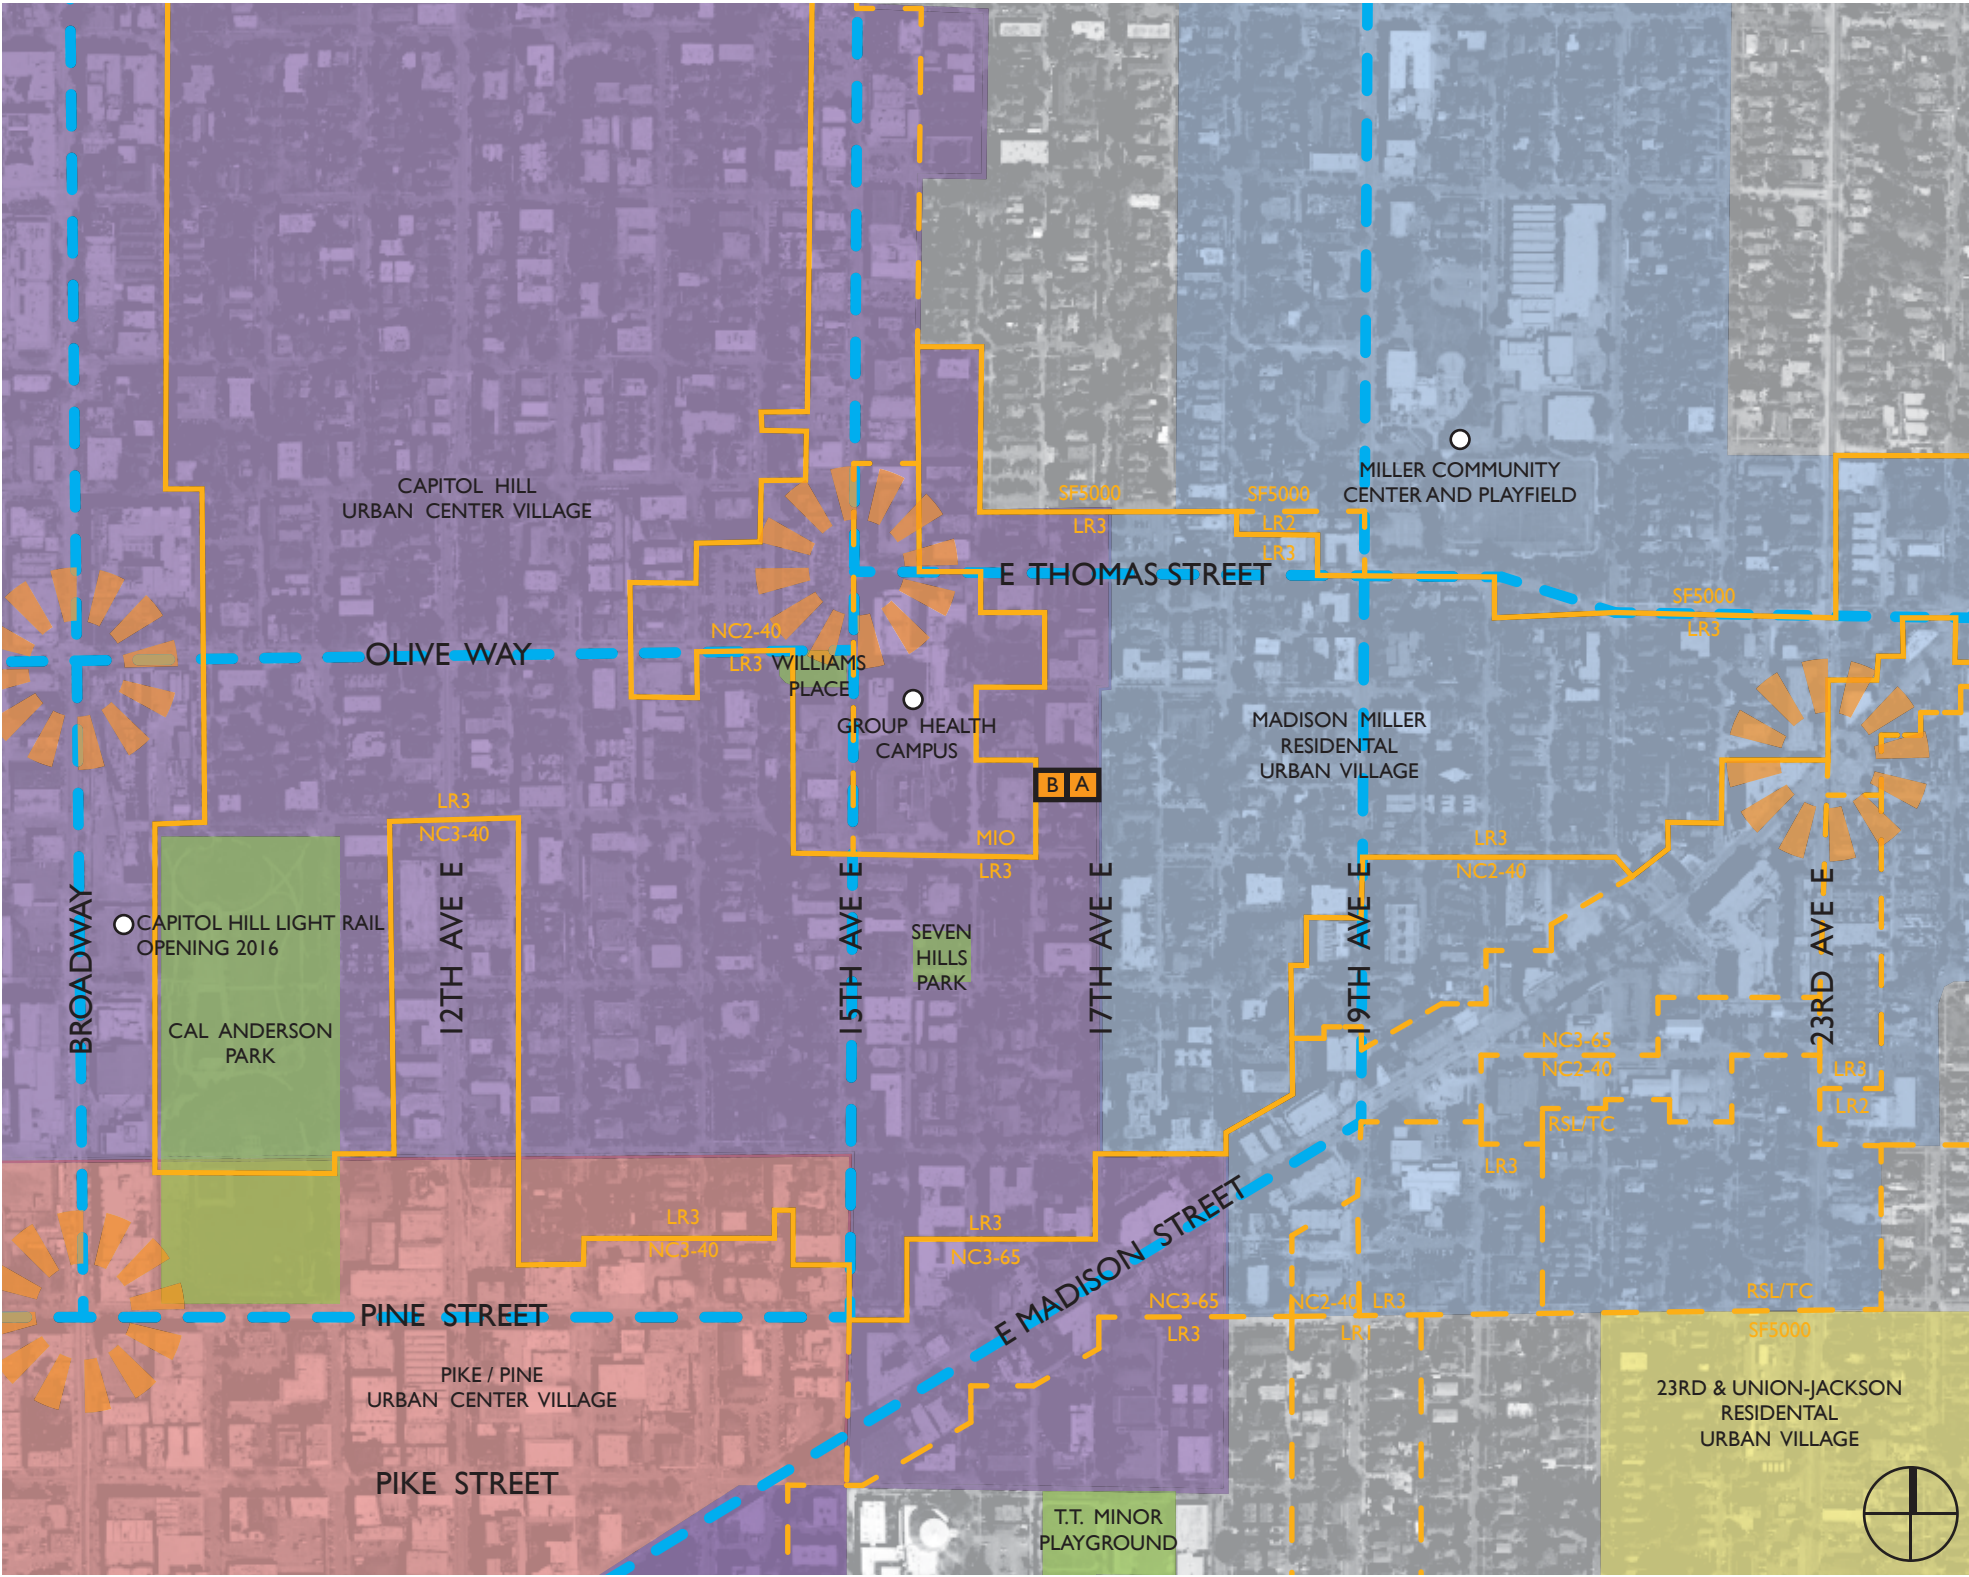 CAPITOL HILL
URBAN CENTER VILLAGE
MILLER COMMUNITY
CENTER AND PLAYFIELD
SF5000
LR3
SF5000
LR2
LR3
E THOMAS STREET
SF5000
LR3
OLIVE WAY
NC2-40
LR3
WILLIAMS
PLACE
GROUP HEALTH
CAMPUS
MADISON MILLER
RESIDENTAL
URBAN VILLAGE
B A
LR3
NC3-40
MIO
LR3
LR3
NC2-40
BROADWAY
12TH AVE E
15TH AVE E
17TH AVE E
19TH AVE E
23RD AVE E
CAPITOL HILL LIGHT RAIL
OPENING 2016
SEVEN
HILLS
PARK
CAL ANDERSON
PARK
NC3-65
NC2-40
LR3
LR2
RSL/TC
LR3
LR3
NC3-40
LR3
NC3-65
E MADISON STREET
NC3-65
LR3
NC2-40
LR3
LR1
RSL/TC
SF5000
PINE STREET
PIKE / PINE
URBAN CENTER VILLAGE
PIKE STREET
23RD & UNION-JACKSON
RESIDENTAL
URBAN VILLAGE
T.T. MINOR
PLAYGROUND